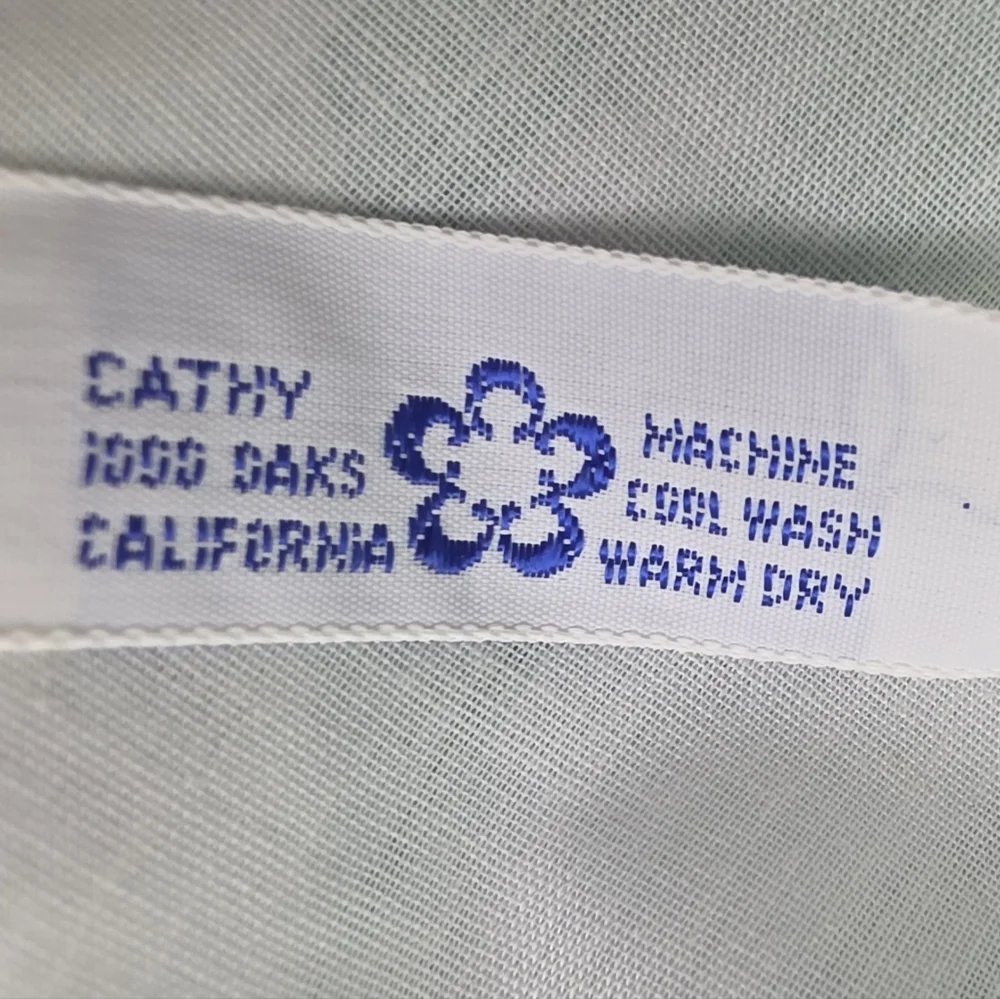 CATHY
1000 OAKS
CALIFORNIA
MACHINE
COOL WASH
WARM DRY